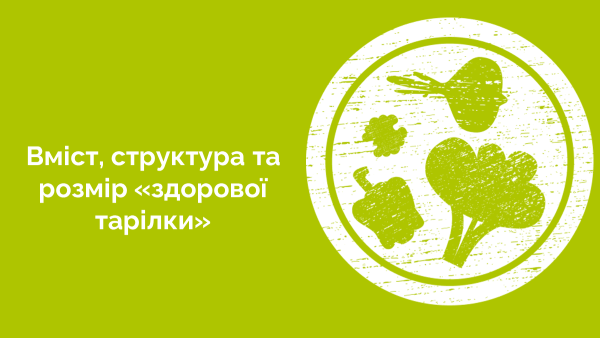 Вміст, структура та
розмір «здорової
тарілки»